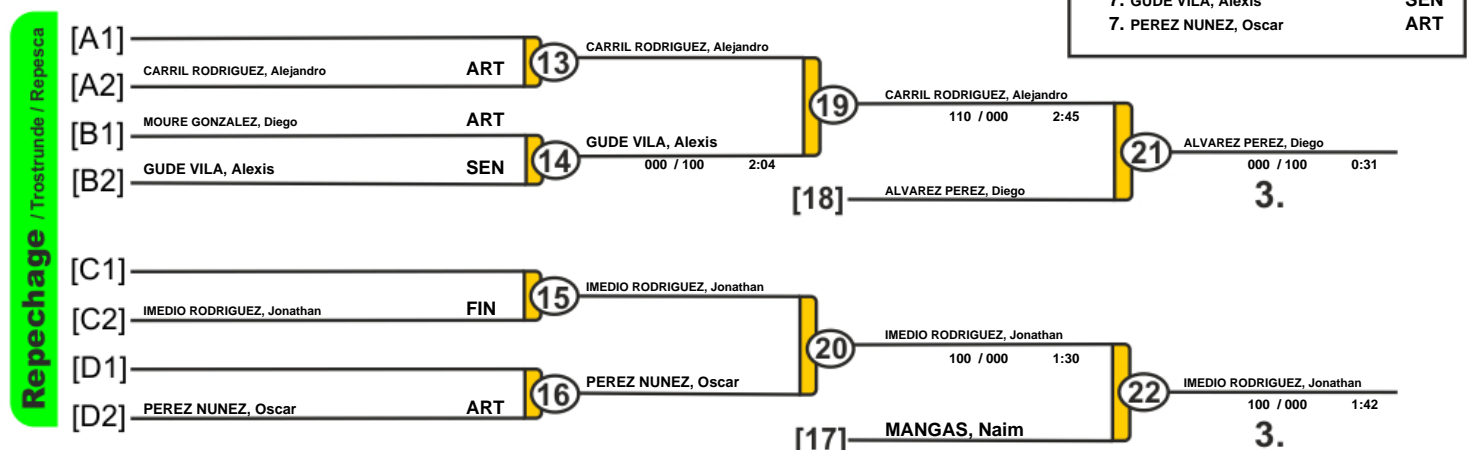 7. GUDE VILA, Alexis SEN
7. PEREZ NUNEZ, Oscar ART
Repechage / Trostrunde / Repesca
[A1]
CARRIL RODRIGUEZ, Alejandro ART
[A2]
13
CARRIL RODRIGUEZ, Alejandro
MOURE GONZALEZ, Diego ART
[B1]
GUDE VILA, Alexis SEN
[B2]
14
GUDE VILA, Alexis
000 / 100 2:04
19
CARRIL RODRIGUEZ, Alejandro
110 / 000 2:45
[18]
ALVAREZ PEREZ, Diego
21
ALVAREZ PEREZ, Diego
000 / 100 0:31
3.
[C1]
IMEDIO RODRIGUEZ, Jonathan FIN
[C2]
15
IMEDIO RODRIGUEZ, Jonathan
[D1]
PEREZ NUNEZ, Oscar ART
[D2]
16
PEREZ NUNEZ, Oscar
20
IMEDIO RODRIGUEZ, Jonathan
100 / 000 1:30
[17]
MANGAS, Naim
22
IMEDIO RODRIGUEZ, Jonathan
100 / 000 1:42
3.